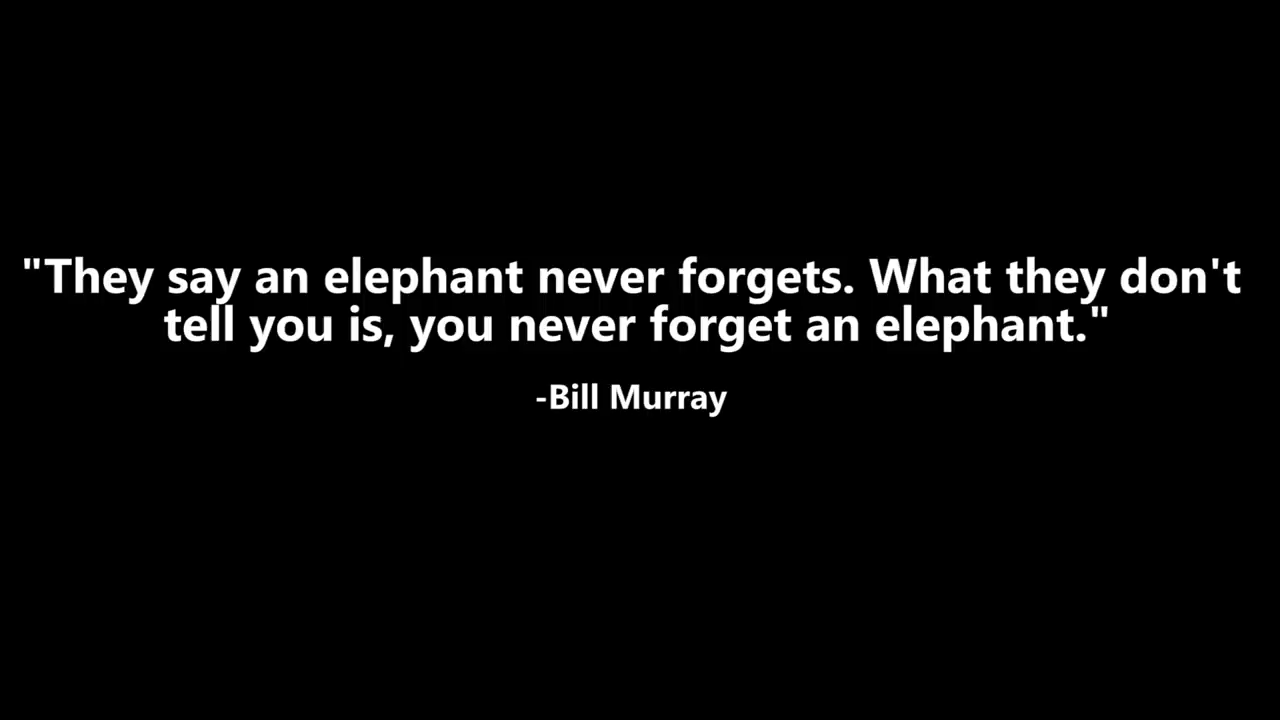 "They say an elephant never forgets. What they don't
tell you is, you never forget an elephant."
-Bill Murray